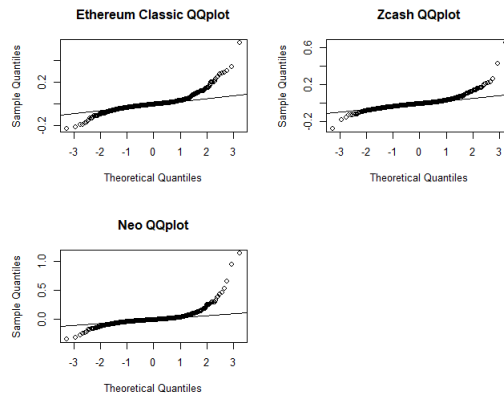 Ethereum Classic QQplot
Sample Quantiles
-0.2
0.2
-3 -2 -1 0 1 2 3
Theoretical Quantiles
Zcash QQplot
Sample Quantiles
-0.2
0.2
0.6
-3 -2 -1 0 1 2 3
Theoretical Quantiles
Neo QQplot
Sample Quantiles
0.0
0.5
1.0
-3 -2 -1 0 1 2 3
Theoretical Quantiles